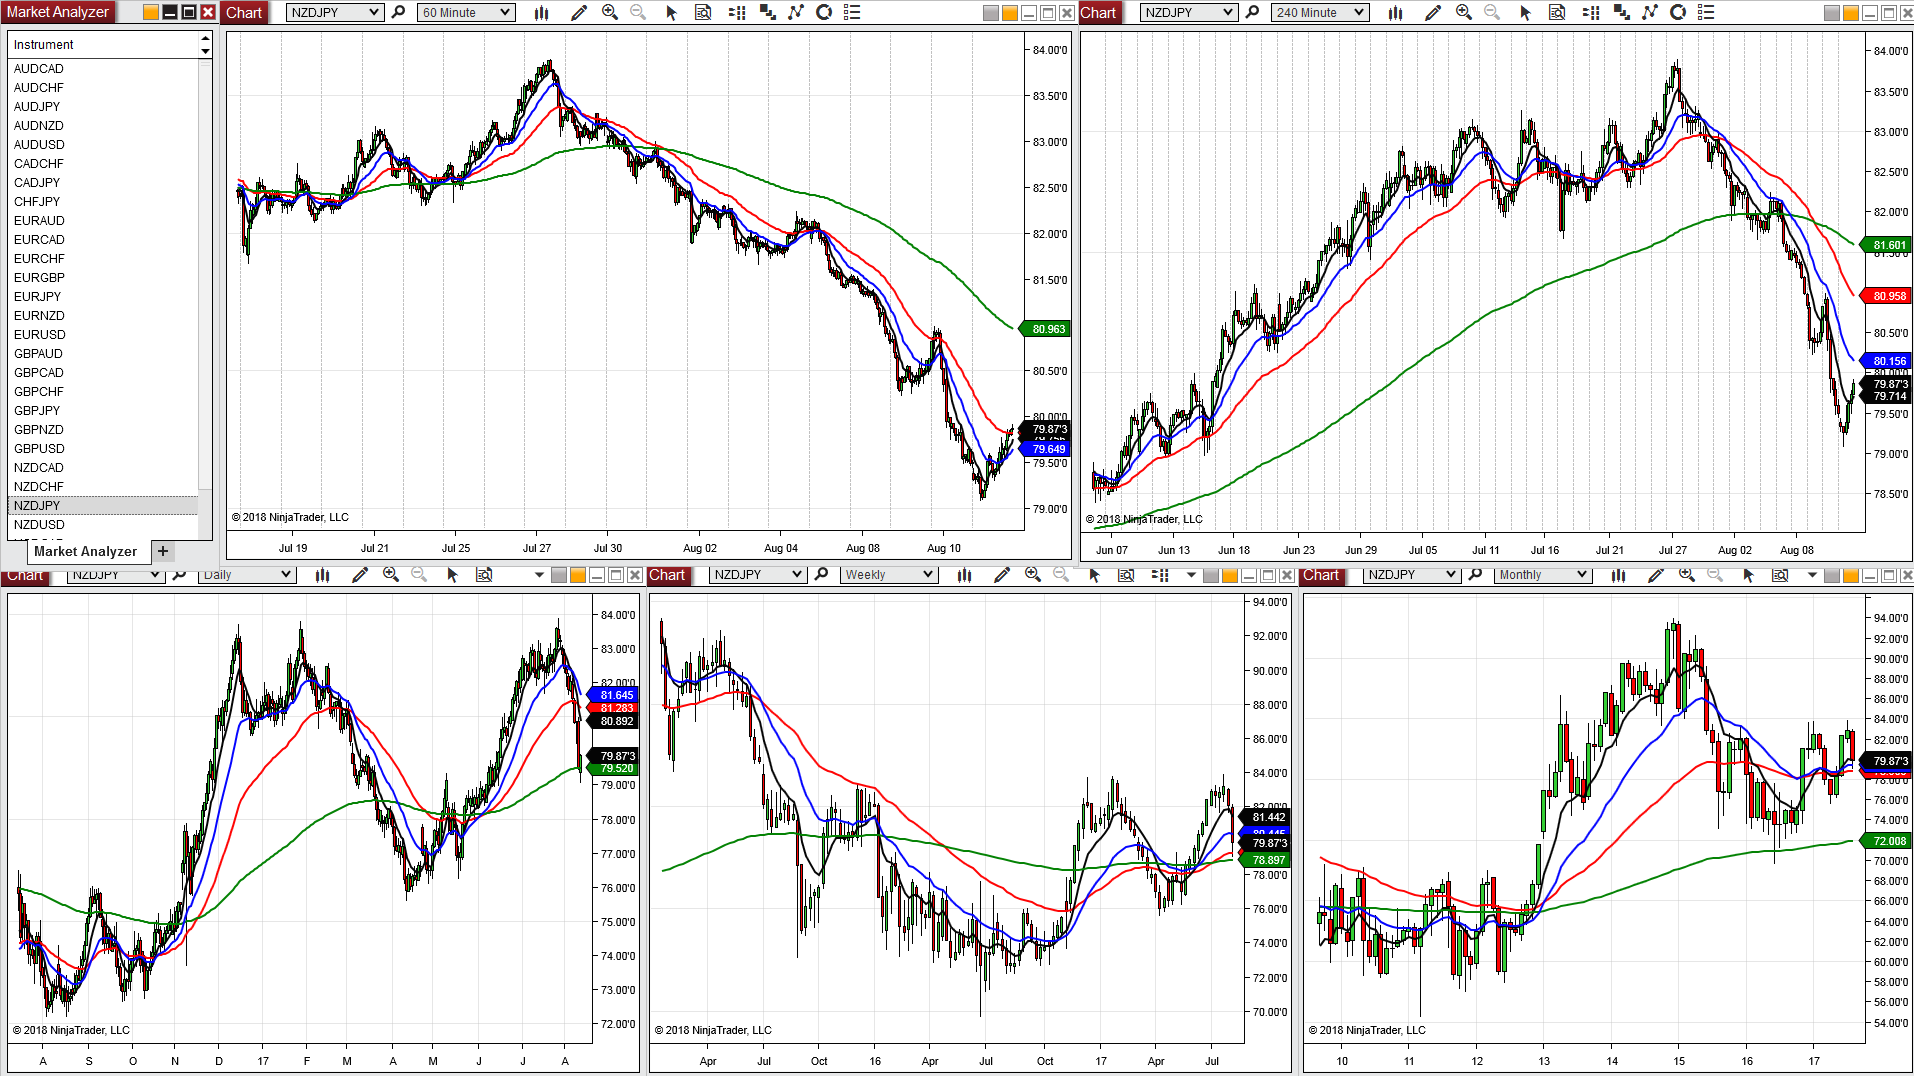 Market Analyzer
Instrument
AUDCAD
AUDCHF
AUDJPY
AUDNZD
AUDUSD
CADCHF
CADJPY
CHFJPY
EURAUD
EURCAD
EURCHF
EURGBP
EURJPY
EURNZD
EURUSD
GBPAUD
GBPCAD
GBPCHF
GBPJPY
GBPNZD
GBPUSD
NZDCAD
NZDCHF
NZDJPY
NZDUSD
Market Analyzer +
Chart NZDJPY 60 Minute
84.00'0
83.50'0
83.00'0
82.50'0
82.00'0
81.50'0
80.963
80.50'0
80.00'0
79.87'3
79.649
79.50'0
79.00'0
© 2018 NinjaTrader, LLC
Jul 19 Jul 21 Jul 25 Jul 27 Jul 30 Aug 02 Aug 04 Aug 08 Aug 10
Chart NZDJPY 240 Minute
84.00'0
83.50'0
83.00'0
82.50'0
82.00'0
81.601
81.50'0
80.958
80.50'0
80.156
79.87'3
79.714
79.50'0
79.00'0
78.50'0
© 2018 NinjaTrader, LLC
Jun 07 Jun 13 Jun 18 Jun 23 Jun 29 Jul 05 Jul 11 Jul 16 Jul 21 Jul 27 Aug 02 Aug 08
Chart NZDJPY Daily
84.00'0
83.00'0
82.00'0
81.645
81.283
80.892
79.87'3
79.520
79.00'0
78.00'0
77.00'0
76.00'0
75.00'0
74.00'0
73.00'0
72.00'0
© 2018 NinjaTrader, LLC
A S O N D 17 F M A M J J A
Chart NZDJPY Weekly
94.00'0
92.00'0
90.00'0
88.00'0
86.00'0
84.00'0
82.00'0
81.442
79.87'3
78.897
78.00'0
76.00'0
74.00'0
72.00'0
70.00'0
© 2018 NinjaTrader, LLC
Apr Jul Oct 16 Apr Jul Oct 17 Apr Jul
Chart NZDJPY Monthly
94.00'0
92.00'0
90.00'0
88.00'0
86.00'0
84.00'0
82.00'0
79.87'3
78.00'0
76.00'0
74.00'0
72.008
70.00'0
68.00'0
66.00'0
64.00'0
62.00'0
60.00'0
58.00'0
56.00'0
54.00'0
© 2018 NinjaTrader, LLC
10 11 12 13 14 15 16 17